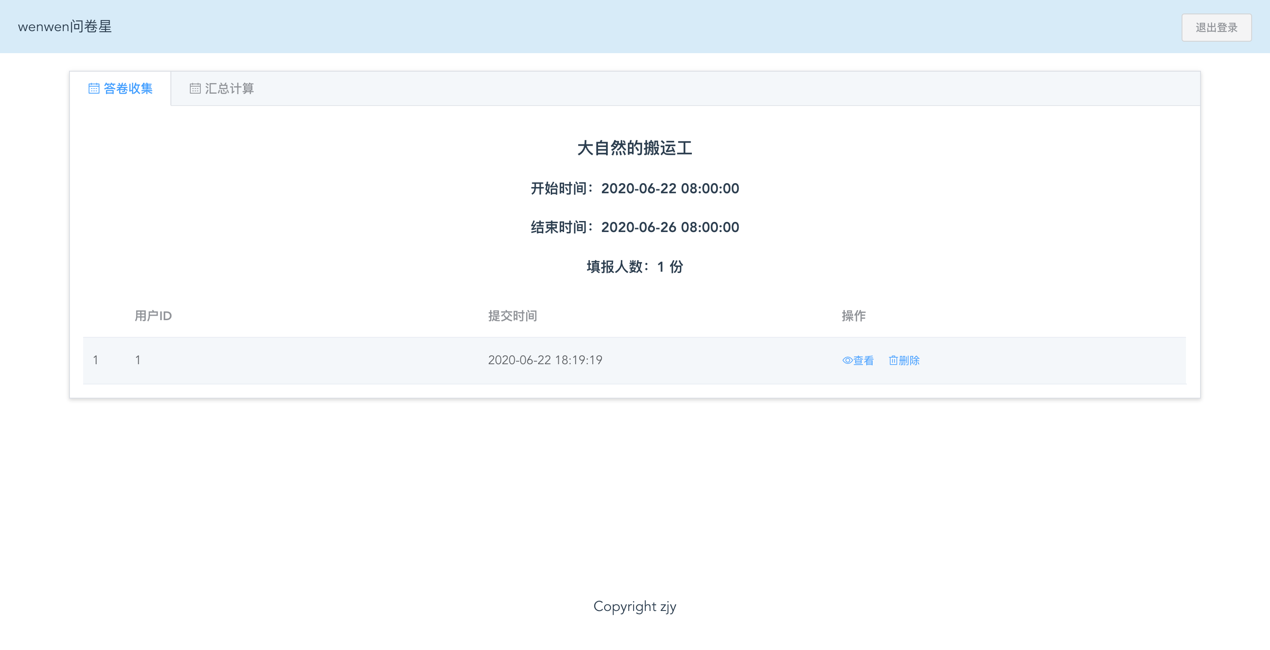 wenwen问卷星
退出登录
答卷收集 汇总计算
大自然的搬运工
开始时间：2020-06-22 08:00:00
结束时间：2020-06-26 08:00:00
填报人数：1 份
用户ID 提交时间 操作
1 1 2020-06-22 18:19:19 查看 删除
Copyright zjy